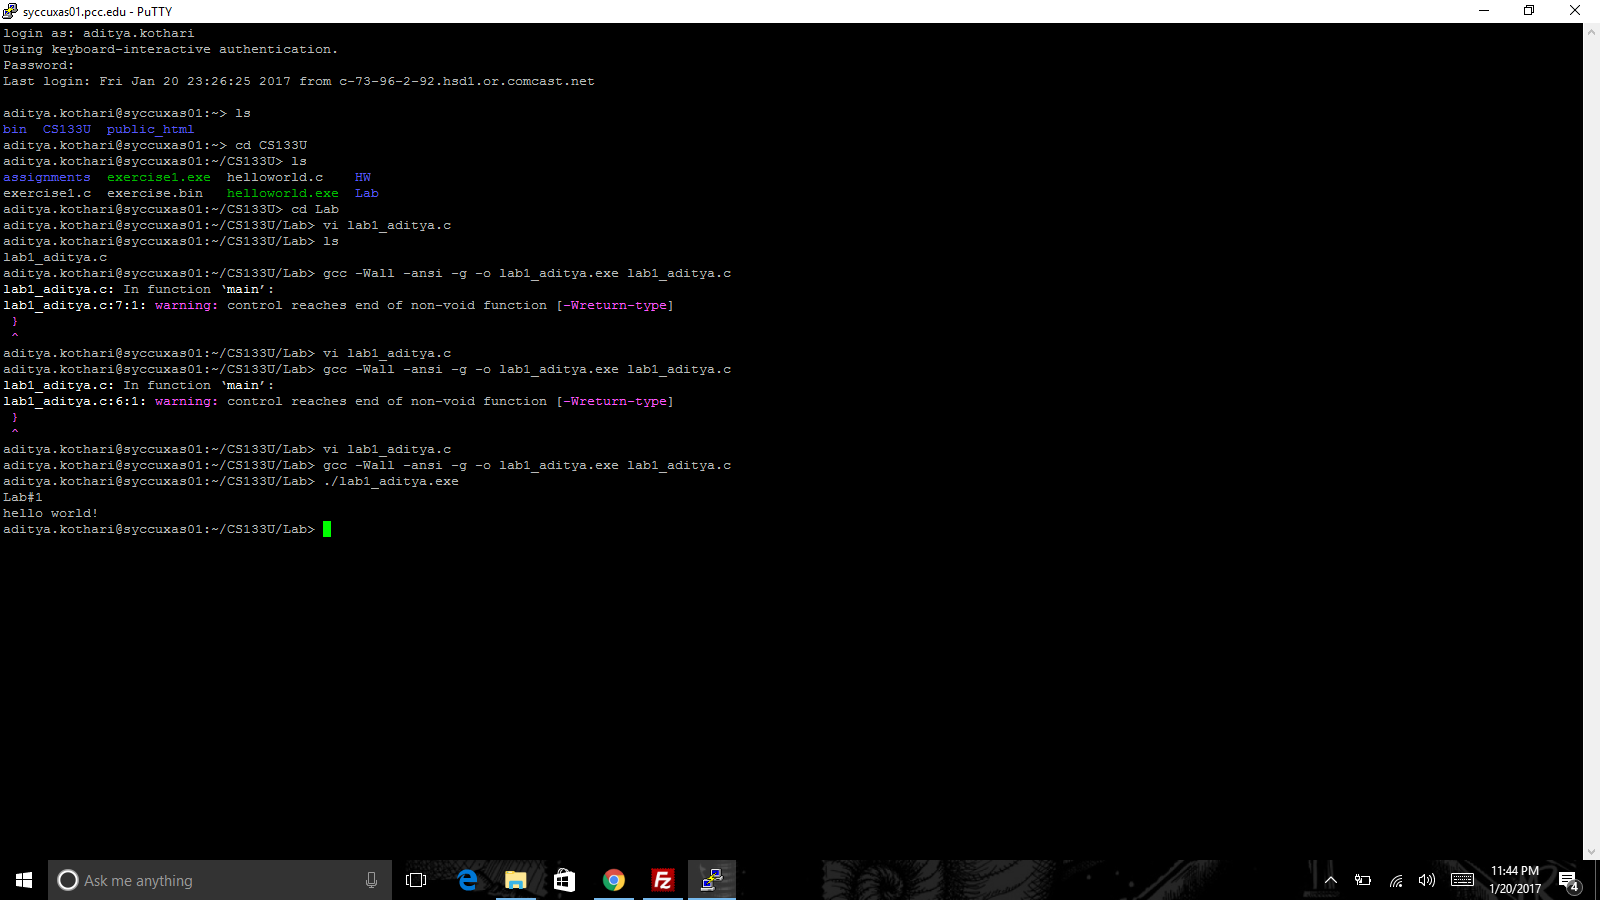 syccuxas01.pcc.edu - PuTTY
login as: aditya.kothari
Using keyboard-interactive authentication.
Password:
Last login: Fri Jan 20 23:26:25 2017 from c-73-96-2-92.hsd1.or.comcast.net
aditya.kothari@syccuxas01:~> ls
bin  CS133U  public_html
aditya.kothari@syccuxas01:~> cd CS133U
aditya.kothari@syccuxas01:~/CS133U> ls
assignments  exercise1.exe  helloworld.c    HW
exercise1.c  exercise.bin   helloworld.exe  Lab
aditya.kothari@syccuxas01:~/CS133U> cd Lab
aditya.kothari@syccuxas01:~/CS133U/Lab> vi lab1_aditya.c
aditya.kothari@syccuxas01:~/CS133U/Lab> ls
lab1_aditya.c
aditya.kothari@syccuxas01:~/CS133U/Lab> gcc -Wall -ansi -g -o lab1_aditya.exe lab1_aditya.c
lab1_aditya.c: In function ‘main’:
lab1_aditya.c:7:1: warning: control reaches end of non-void function [-Wreturn-type]
 }
 ^
aditya.kothari@syccuxas01:~/CS133U/Lab> vi lab1_aditya.c
aditya.kothari@syccuxas01:~/CS133U/Lab> gcc -Wall -ansi -g -o lab1_aditya.exe lab1_aditya.c
lab1_aditya.c: In function ‘main’:
lab1_aditya.c:6:1: warning: control reaches end of non-void function [-Wreturn-type]
 }
 ^
aditya.kothari@syccuxas01:~/CS133U/Lab> vi lab1_aditya.c
aditya.kothari@syccuxas01:~/CS133U/Lab> gcc -Wall -ansi -g -o lab1_aditya.exe lab1_aditya.c
aditya.kothari@syccuxas01:~/CS133U/Lab> ./lab1_aditya.exe
Lab#1
hello world!
aditya.kothari@syccuxas01:~/CS133U/Lab>
Ask me anything
11:44 PM
1/20/2017
4